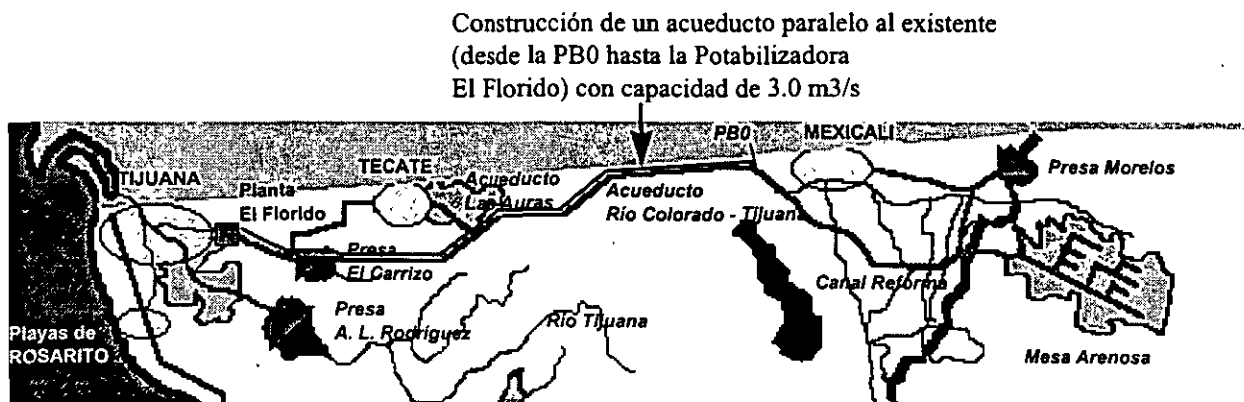 Construcción de un acueducto paralelo al existente
(desde la PB0 hasta la Potabilizadora
El Florido) con capacidad de 3.0 m3/s
PB0
MEXICALI
Presa Morelos
TECATE
TIJUANA
Acueducto
Las Auras
Planta
El Florido
Acueducto
Río Colorado - Tijuana
Presa
El Carrizo
Canal Reforma
Presa
A. L. Rodríguez
Río Tijuana
Playas de
ROSARITO
Mesa Arenosa